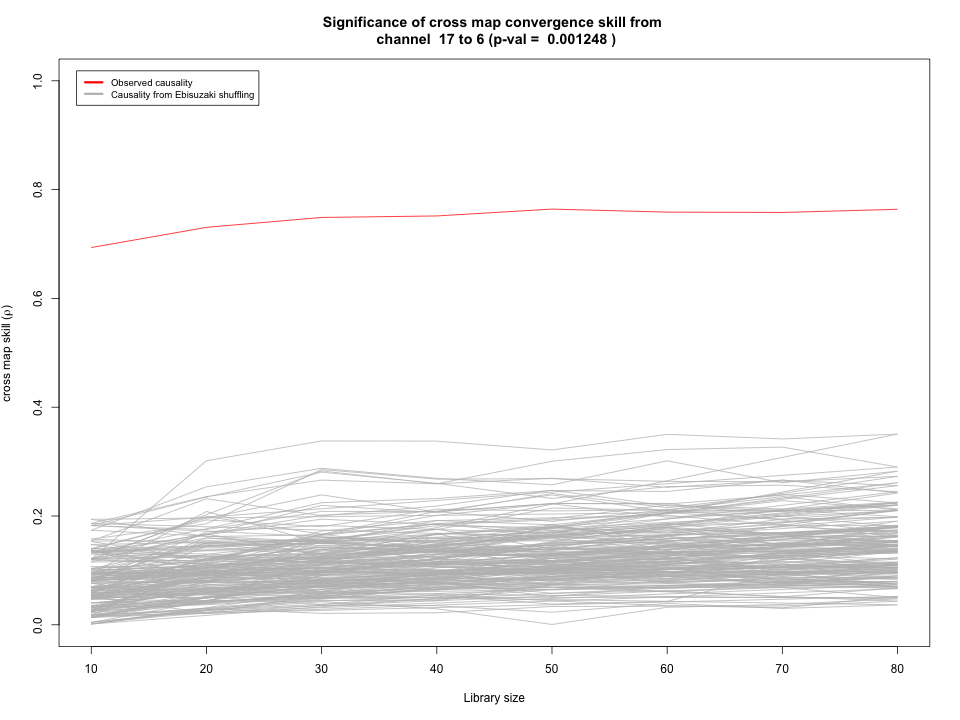 Significance of cross map convergence skill from
channel  17 to 6 (p-val =  0.001248 )
Observed causality
Causality from Ebisuzaki shuffling
cross map skill (ρ)
1.0
0.8
0.6
0.4
0.2
0.0
10 20 30 40 50 60 70 80
Library size